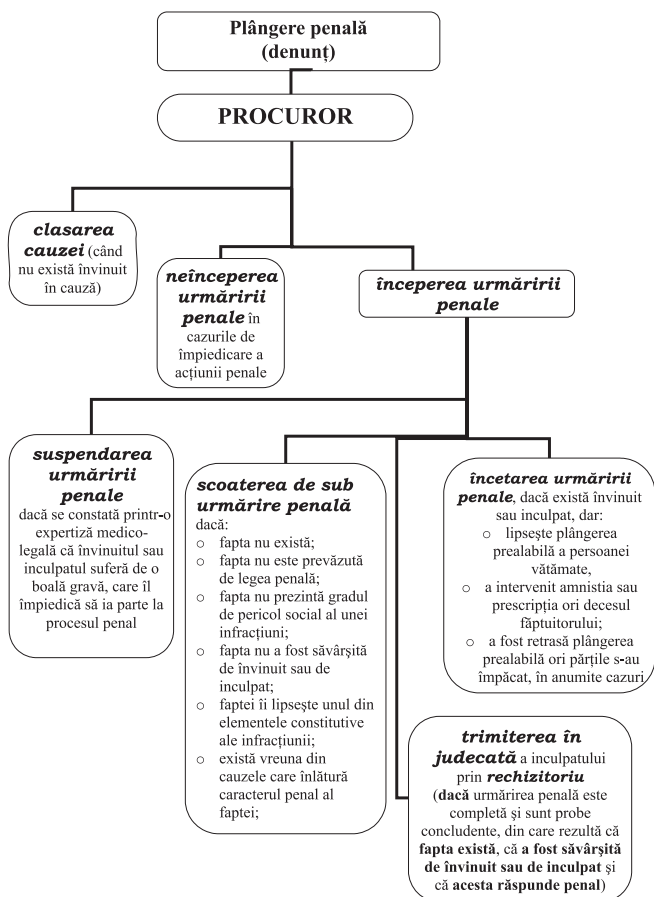 Plângere penală
(denunț)
PROCUROR
clasarea
cauzei (când
nu există învinuit
în cauză)
neînceperea
urmăririi
penale în
cazurile de
împiedicare a
acțiunii penale
începerea urmăririi
penale
suspendarea
urmăririi
penale
dacă se constată printr-o
expertiză medico-
legală că învinuitul sau
inculpatul suferă de o
boală gravă, care îl
împiedică să ia parte la
procesul penal
scoaterea de sub
urmărire penală
dacă:
○ fapta nu există;
○ fapta nu este prevăzută
de legea penală;
○ fapta nu prezintă gradul
de pericol social al unei
infracțiuni;
○ fapta nu a fost săvârșită
de învinuit sau de
inculpat;
○ faptei îi lipsește unul din
elementele constitutive
ale infracțiunii;
○ există vreuna din
cauzele care înlătură
caracterul penal al
faptei;
încetarea urmăririi
penale, dacă există învinuit
sau inculpat, dar:
○ lipsește plângerea
prealabilă a persoanei
vătămate,
○ a intervenit amnistia sau
prescripția ori decesul
făptuitorului;
○ a fost retrasă plângerea
prealabilă ori părțile s-au
împăcat, în anumite cazuri
trimiterea în
judecată a inculpatului
prin rechizitoriu
(dacă urmărirea penală este
completă și sunt probe
concludente, din care rezultă că
fapta există, că a fost săvârșită
de învinuit sau de inculpat și
că acesta răspunde penal)